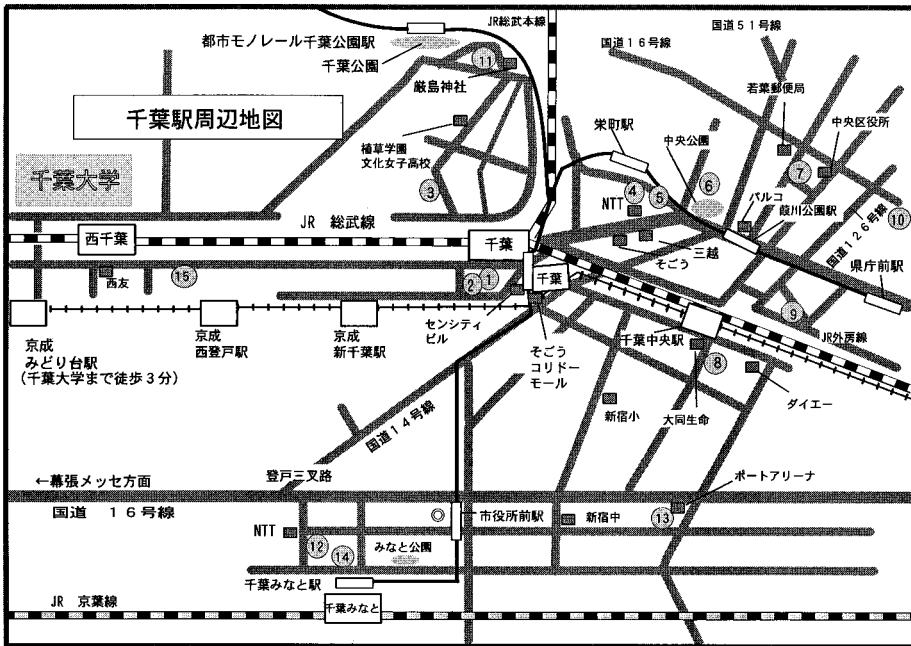 JR総武本線
国道51号線
国道16号線
都市モノレール千葉公園駅
千葉公園
⑪
厳島神社
若葉郵便局
千葉駅周辺地図
栄町駅
中央公園
中央区役所
植草学園
文化女子高校
千葉大学
③
④
⑤
⑥
⑦
NTT
パルコ
葭川公園駅
⑩
国道126号線
JR 総武線
西千葉
千葉
三越
そごう
県庁前駅
西友
⑮
②
①
千葉
センシティ
ビル
⑨
京成
みどり台駅
(千葉大学まで徒歩3分)
京成
西登戸駅
京成
新千葉駅
そごう
コリドー
モール
千葉中央駅
JR外房線
⑧
ダイエー
国道14号線
新宿小
大同生命
登戸三叉路
←幕張メッセ方面
ポートアリーナ
国道 16号線
◎
市役所前駅
新宿中
⑬
NTT
⑫
⑭
みなと公園
千葉みなと駅
JR 京葉線
千葉みなと